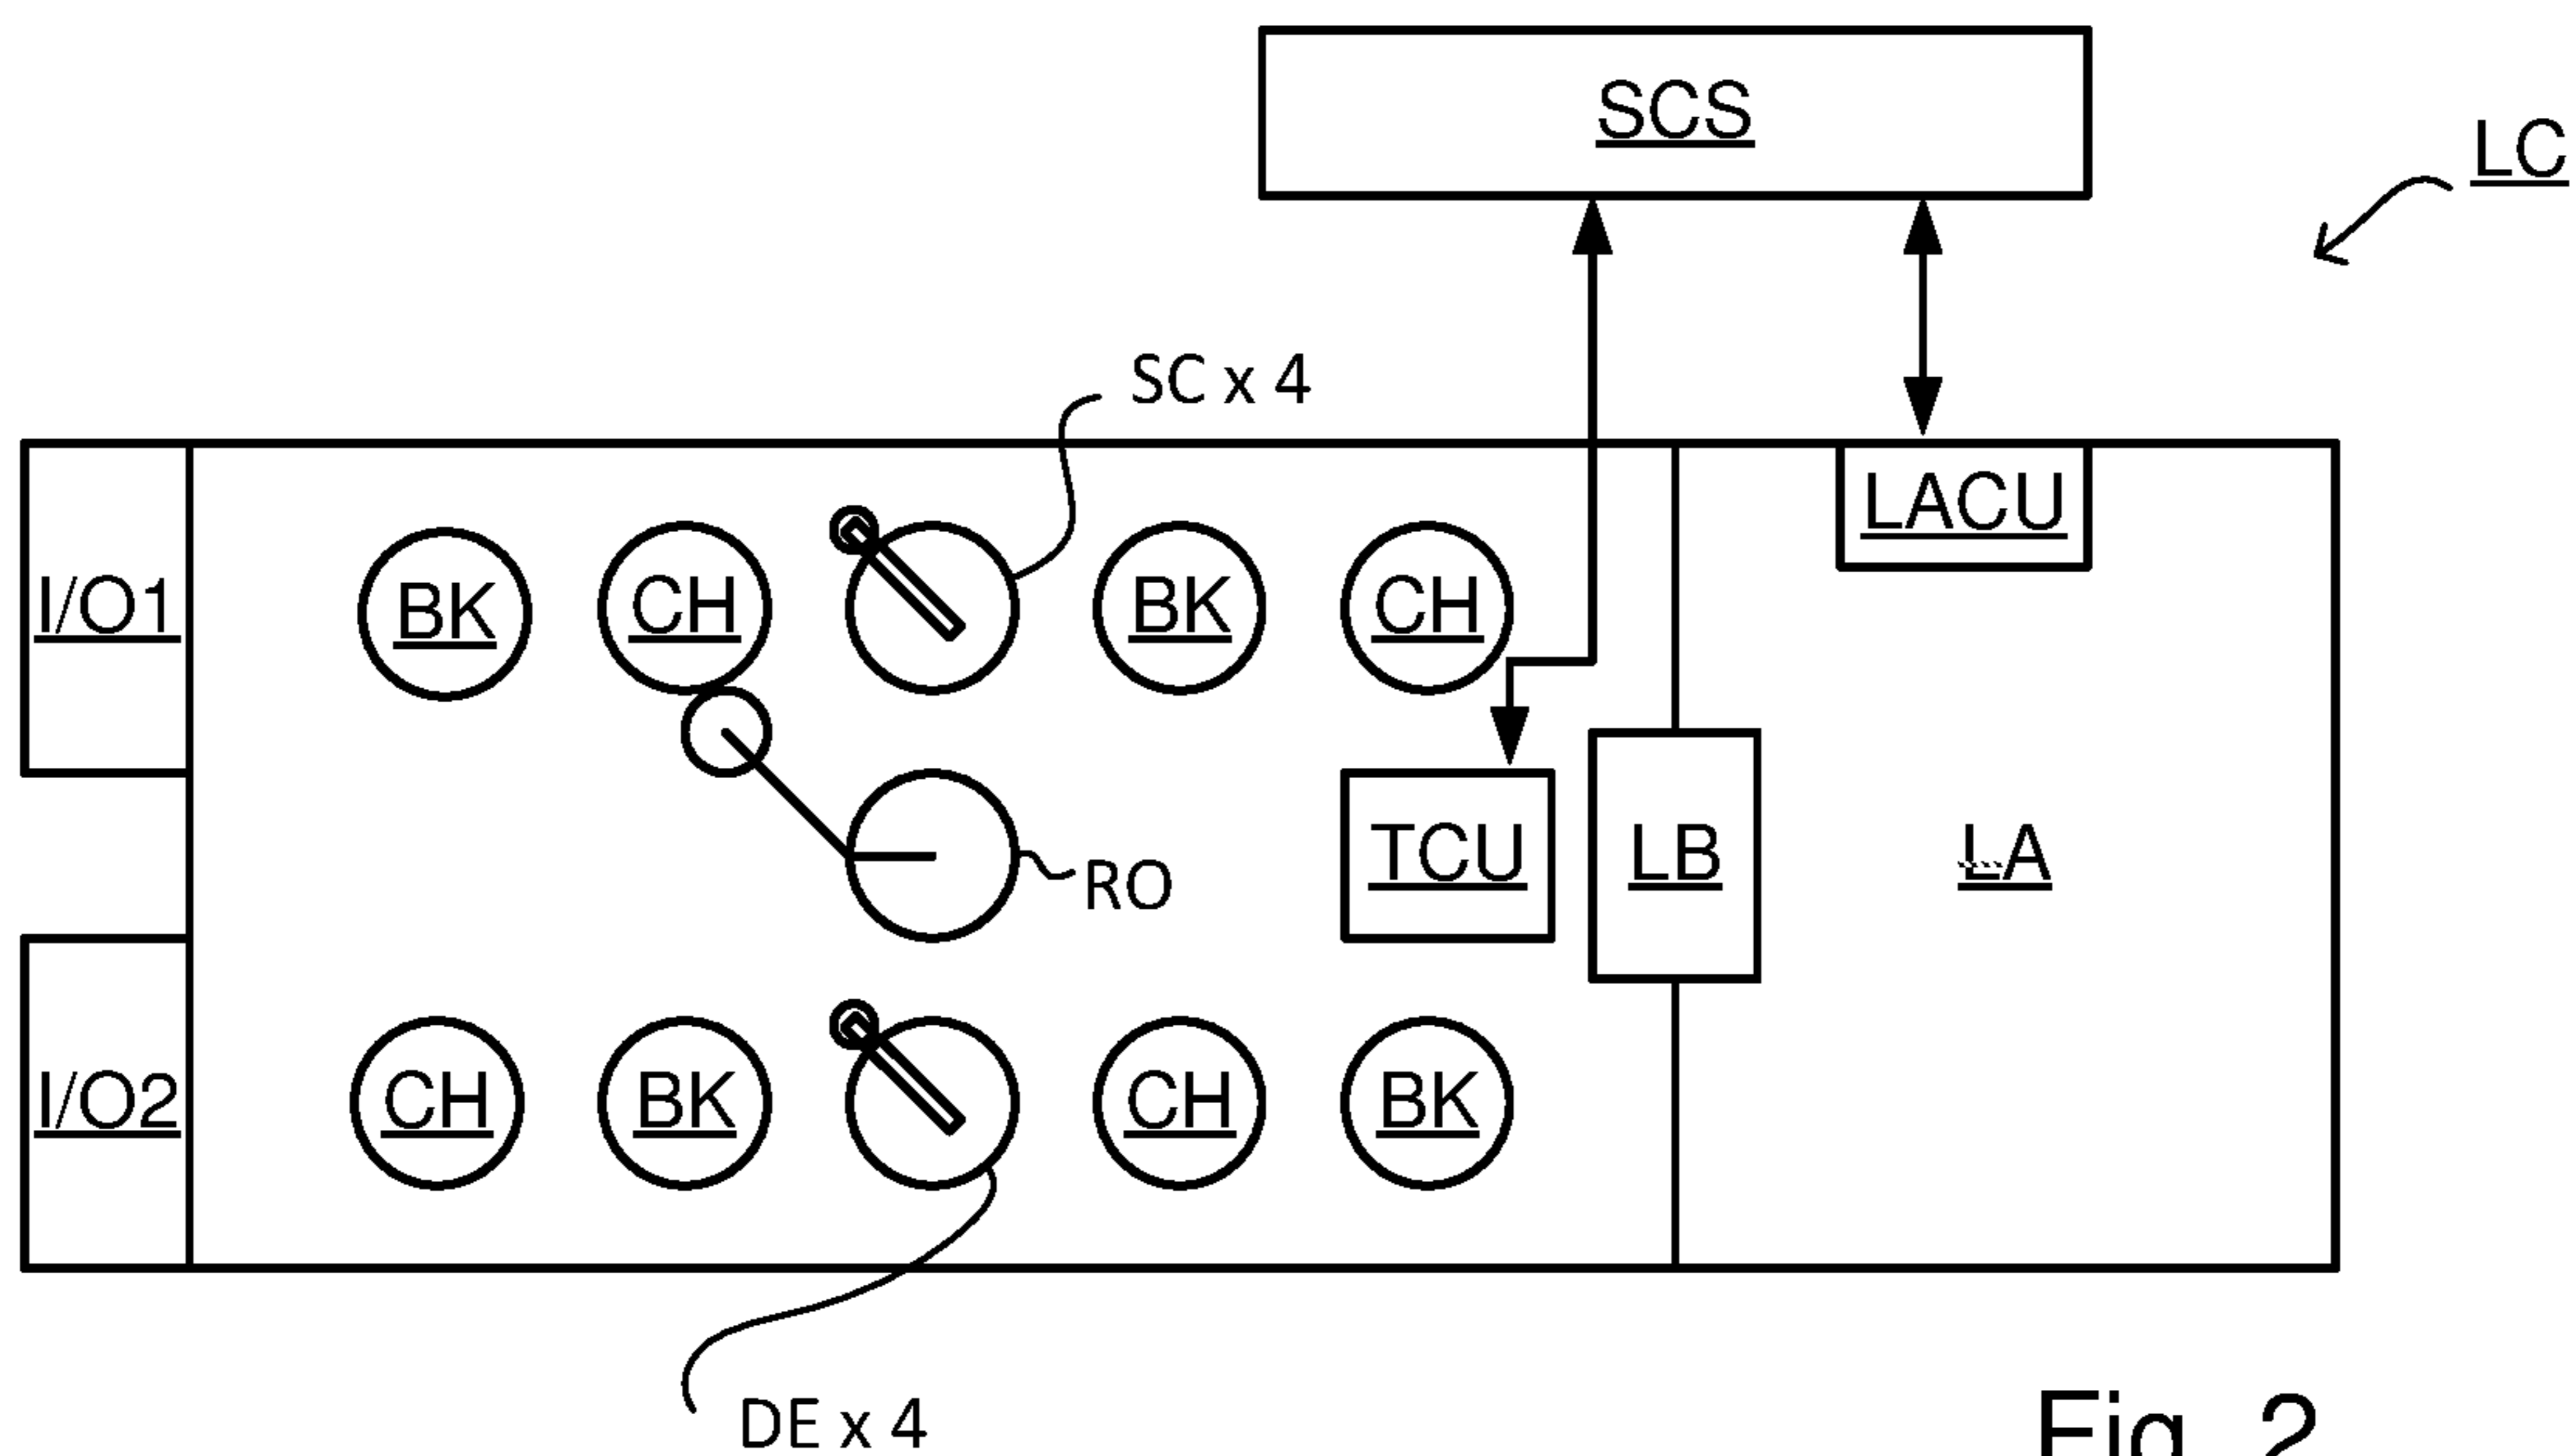 SCS
LC
SC x 4
LACU
I/O1
BK
CH
BK
CH
TCU
LB
LA
RO
I/O2
CH
BK
CH
BK
DE x 4
Fig. 2